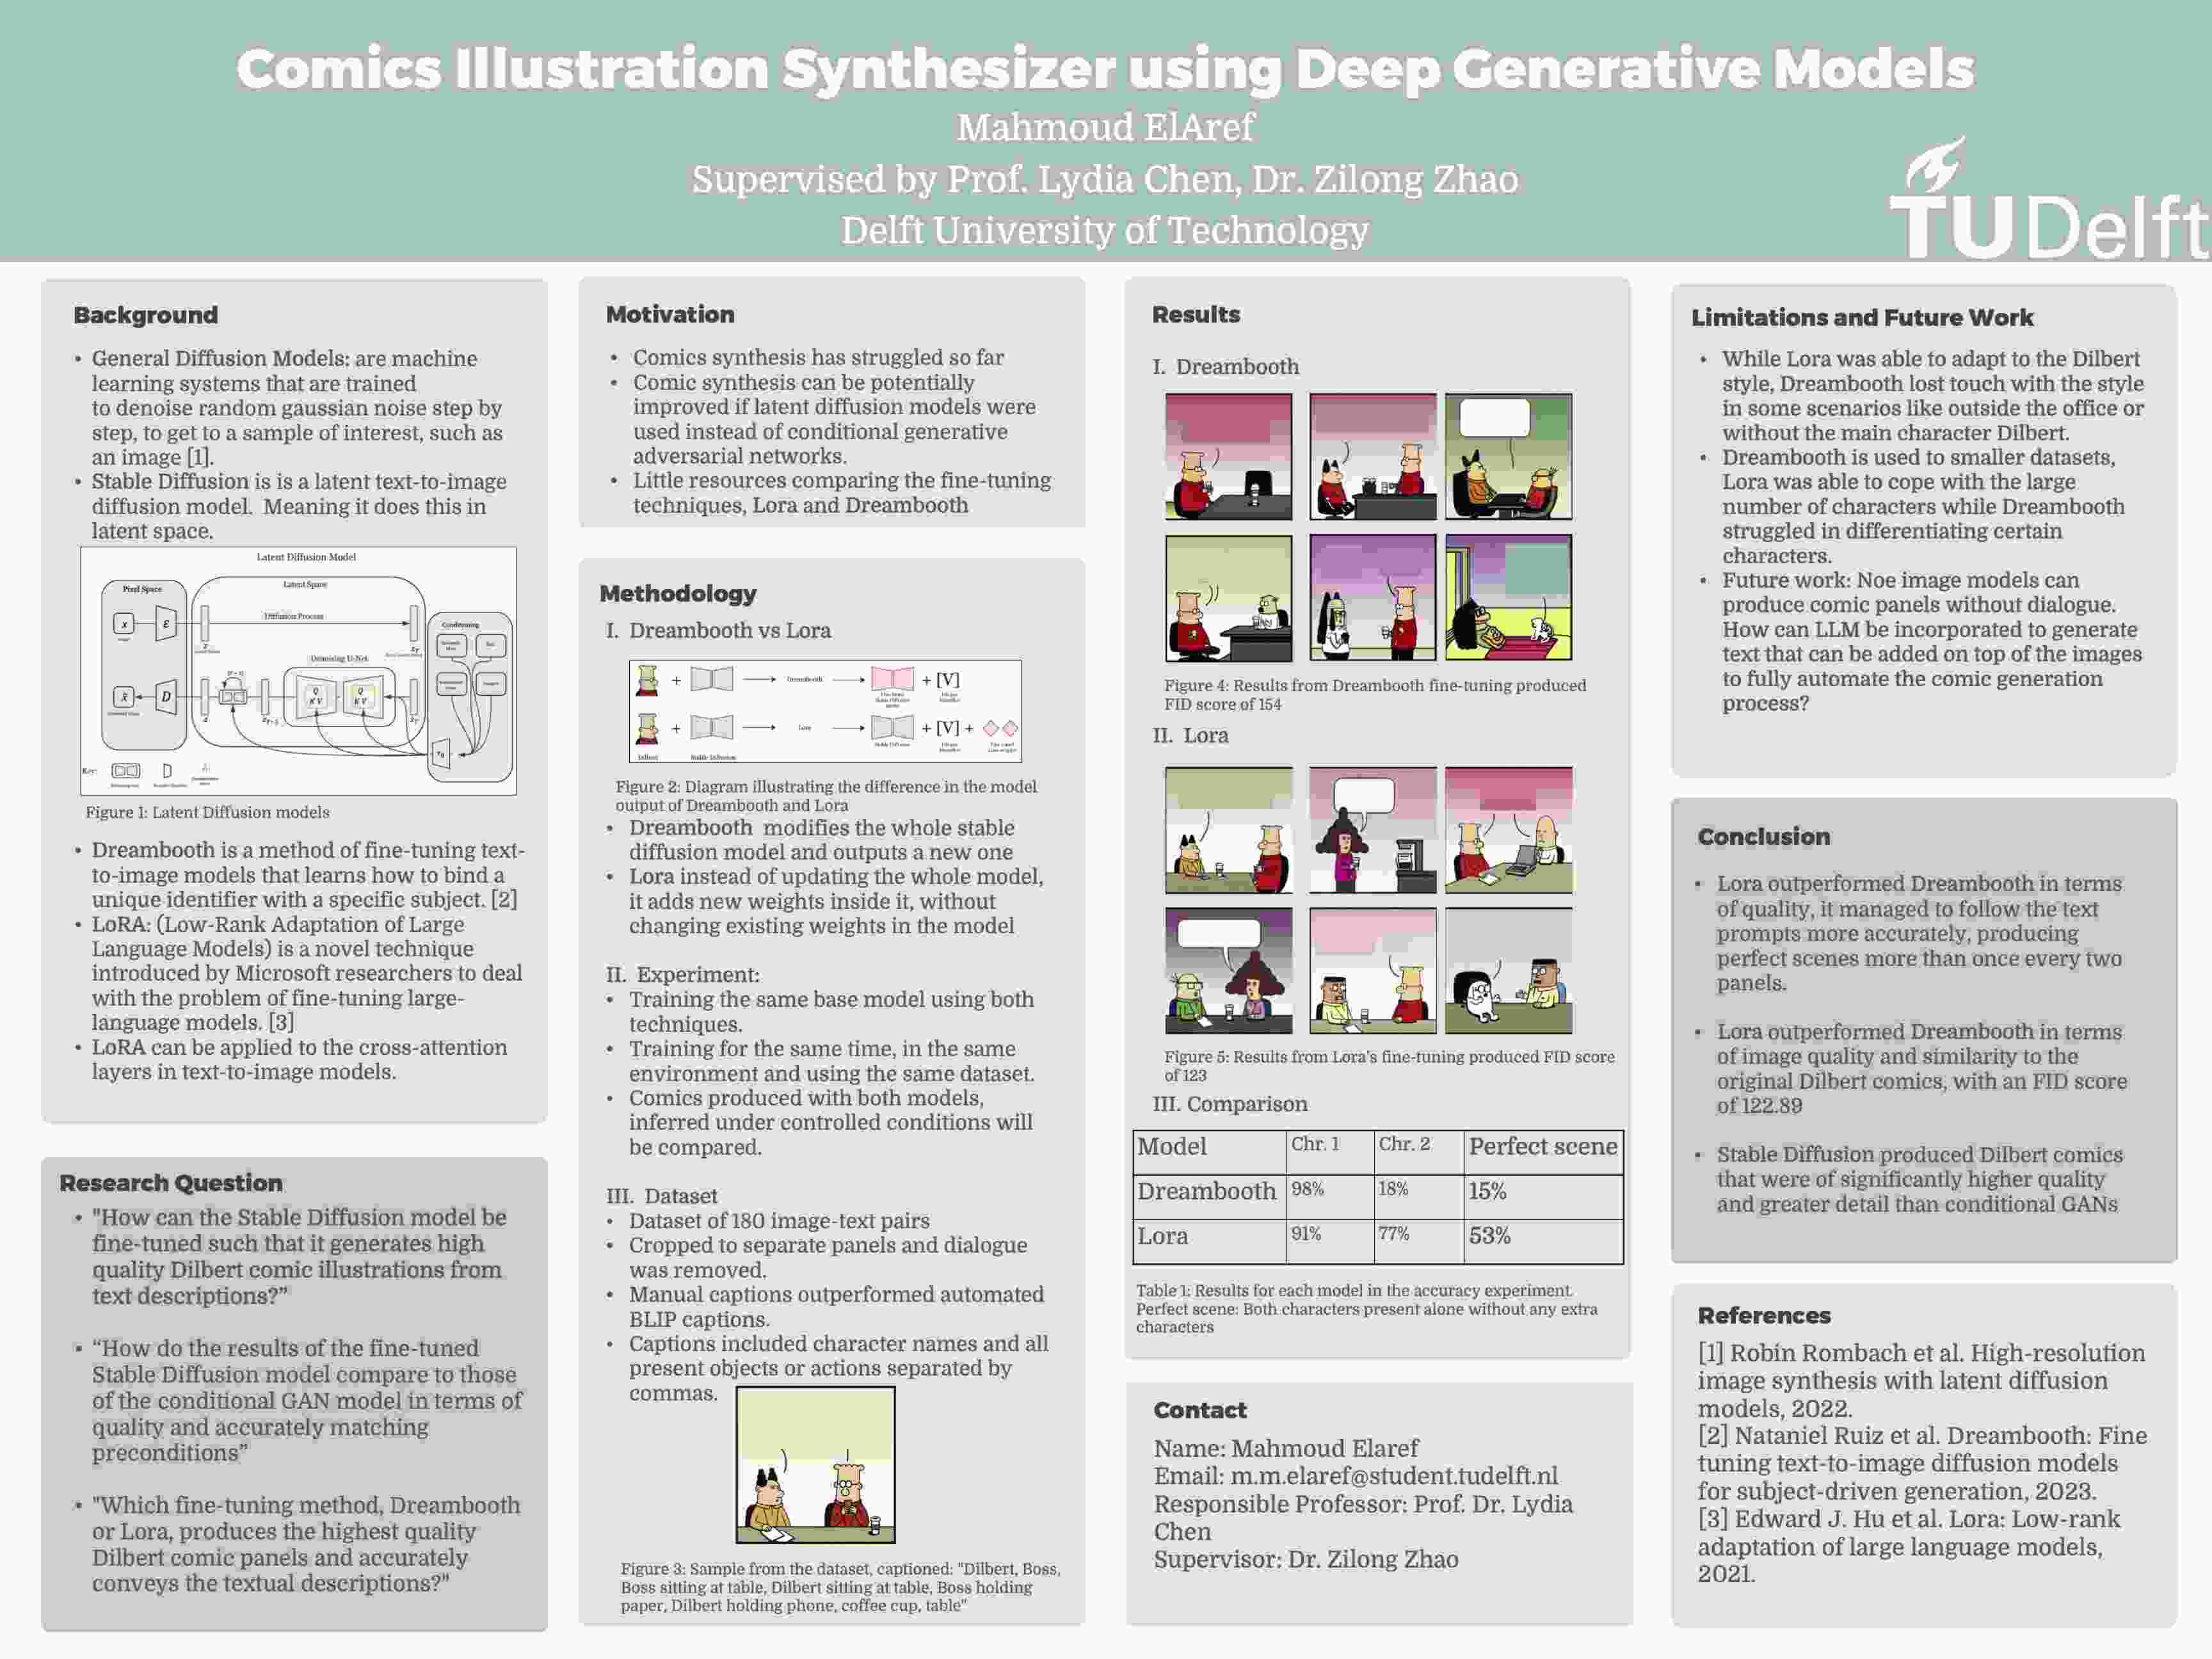 Comics Illustration Synthesizer using Deep Generative Models
Mahmoud ElAref
Supervised by Prof. Lydia Chen, Dr. Zilong Zhao
Delft University of Technology
TUDelft
Background
• General Diffusion Models: are machine
learning systems that are trained
to denoise random gaussian noise step by
step, to get to a sample of interest, such as
an image [1].
• Stable Diffusion is is a latent text-to-image
diffusion model. Meaning it does this in
latent space.
Latent Diffusion Model
Pixel Space
Latent Space
Diffusion Process
Conditioning
Denoising U-Net
Key:
Figure 1: Latent Diffusion models
• Dreambooth is a method of fine-tuning text-
to-image models that learns how to bind a
unique identifier with a specific subject. [2]
• LoRA: (Low-Rank Adaptation of Large
Language Models) is a novel technique
introduced by Microsoft researchers to deal
with the problem of fine-tuning large-
language models. [3]
• LoRA can be applied to the cross-attention
layers in text-to-image models.
Research Question
• "How can the Stable Diffusion model be
fine-tuned such that it generates high
quality Dilbert comic illustrations from
text descriptions?”
• “How do the results of the fine-tuned
Stable Diffusion model compare to those
of the conditional GAN model in terms of
quality and accurately matching
preconditions”
• "Which fine-tuning method, Dreambooth
or Lora, produces the highest quality
Dilbert comic panels and accurately
conveys the textual descriptions?"
Motivation
• Comics synthesis has struggled so far
• Comic synthesis can be potentially
improved if latent diffusion models were
used instead of conditional generative
adversarial networks.
• Little resources comparing the fine-tuning
techniques, Lora and Dreambooth
Methodology
I. Dreambooth vs Lora
+ Dreambooth + [V]
+ Lora + [V] +
Dilbert Stable Diffusion
Figure 2: Diagram illustrating the difference in the model
output of Dreambooth and Lora
• Dreambooth modifies the whole stable
diffusion model and outputs a new one
• Lora instead of updating the whole model,
it adds new weights inside it, without
changing existing weights in the model
II. Experiment:
• Training the same base model using both
techniques.
• Training for the same time, in the same
environment and using the same dataset.
• Comics produced with both models,
inferred under controlled conditions will
be compared.
III. Dataset
• Dataset of 180 image-text pairs
• Cropped to separate panels and dialogue
was removed.
• Manual captions outperformed automated
BLIP captions.
• Captions included character names and all
present objects or actions separated by
commas.
Figure 3: Sample from the dataset, captioned: "Dilbert, Boss,
Boss sitting at table, Dilbert sitting at table, Boss holding
paper, Dilbert holding phone, coffee cup, table"
Results
I. Dreambooth
Figure 4: Results from Dreambooth fine-tuning produced
FID score of 154
II. Lora
Figure 5: Results from Lora's fine-tuning produced FID score
of 123
III. Comparison
Model Chr. 1 Chr. 2 Perfect scene
Dreambooth 98% 18% 15%
Lora 91% 77% 53%
Table 1: Results for each model in the accuracy experiment.
Perfect scene: Both characters present alone without any extra
characters
Contact
Name: Mahmoud Elaref
Email: m.m.elaref@student.tudelft.nl
Responsible Professor: Prof. Dr. Lydia
Chen
Supervisor: Dr. Zilong Zhao
Limitations and Future Work
• While Lora was able to adapt to the Dilbert
style, Dreambooth lost touch with the style
in some scenarios like outside the office or
without the main character Dilbert.
• Dreambooth is used to smaller datasets,
Lora was able to cope with the large
number of characters while Dreambooth
struggled in differentiating certain
characters.
• Future work: Noe image models can
produce comic panels without dialogue.
How can LLM be incorporated to generate
text that can be added on top of the images
to fully automate the comic generation
process?
Conclusion
• Lora outperformed Dreambooth in terms
of quality, it managed to follow the text
prompts more accurately, producing
perfect scenes more than once every two
panels.
• Lora outperformed Dreambooth in terms
of image quality and similarity to the
original Dilbert comics, with an FID score
of 122.89
• Stable Diffusion produced Dilbert comics
that were of significantly higher quality
and greater detail than conditional GANs
References
[1] Robin Rombach et al. High-resolution
image synthesis with latent diffusion
models, 2022.
[2] Nataniel Ruiz et al. Dreambooth: Fine
tuning text-to-image diffusion models
for subject-driven generation, 2023.
[3] Edward J. Hu et al. Lora: Low-rank
adaptation of large language models,
2021.